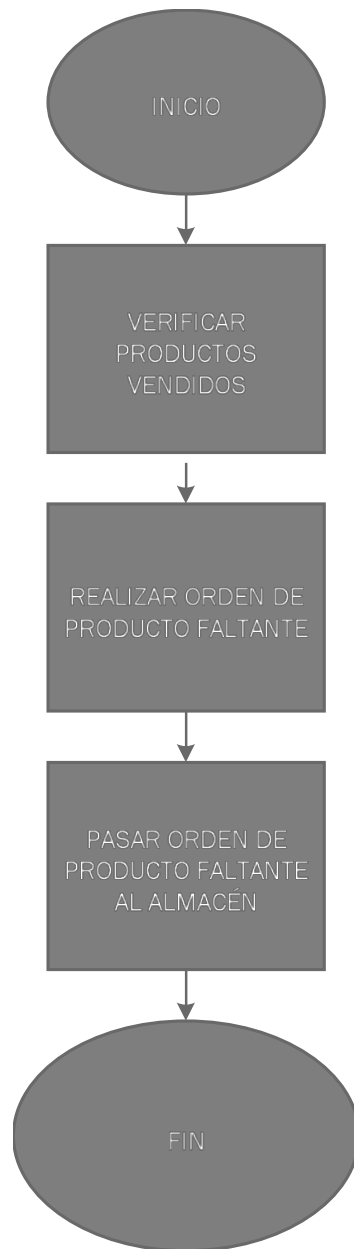 INICIO
VERIFICAR
PRODUCTOS
VENDIDOS
REALIZAR ORDEN DE
PRODUCTO FALTANTE
PASAR ORDEN DE
PRODUCTO FALTANTE
AL ALMACÉN
FIN